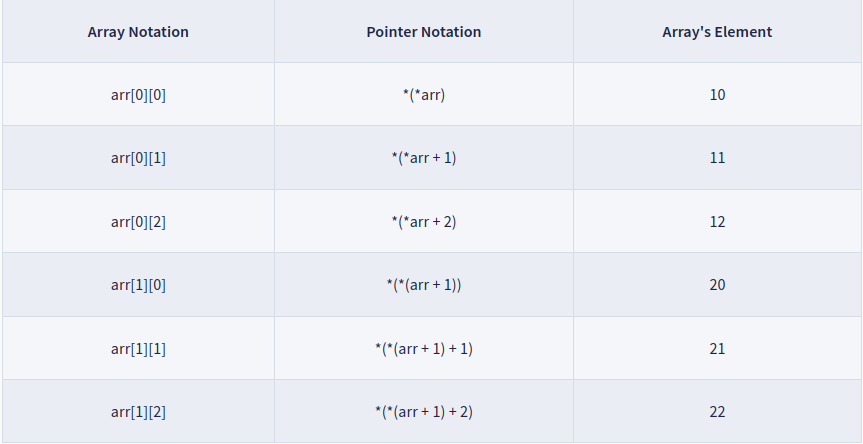 Array Notation Pointer Notation Array's Element
arr[0][0] *(*arr) 10
arr[0][1] *(*arr + 1) 11
arr[0][2] *(*arr + 2) 12
arr[1][0] *(*(arr + 1)) 20
arr[1][1] *(*(arr + 1) + 1) 21
arr[1][2] *(*(arr + 1) + 2) 22